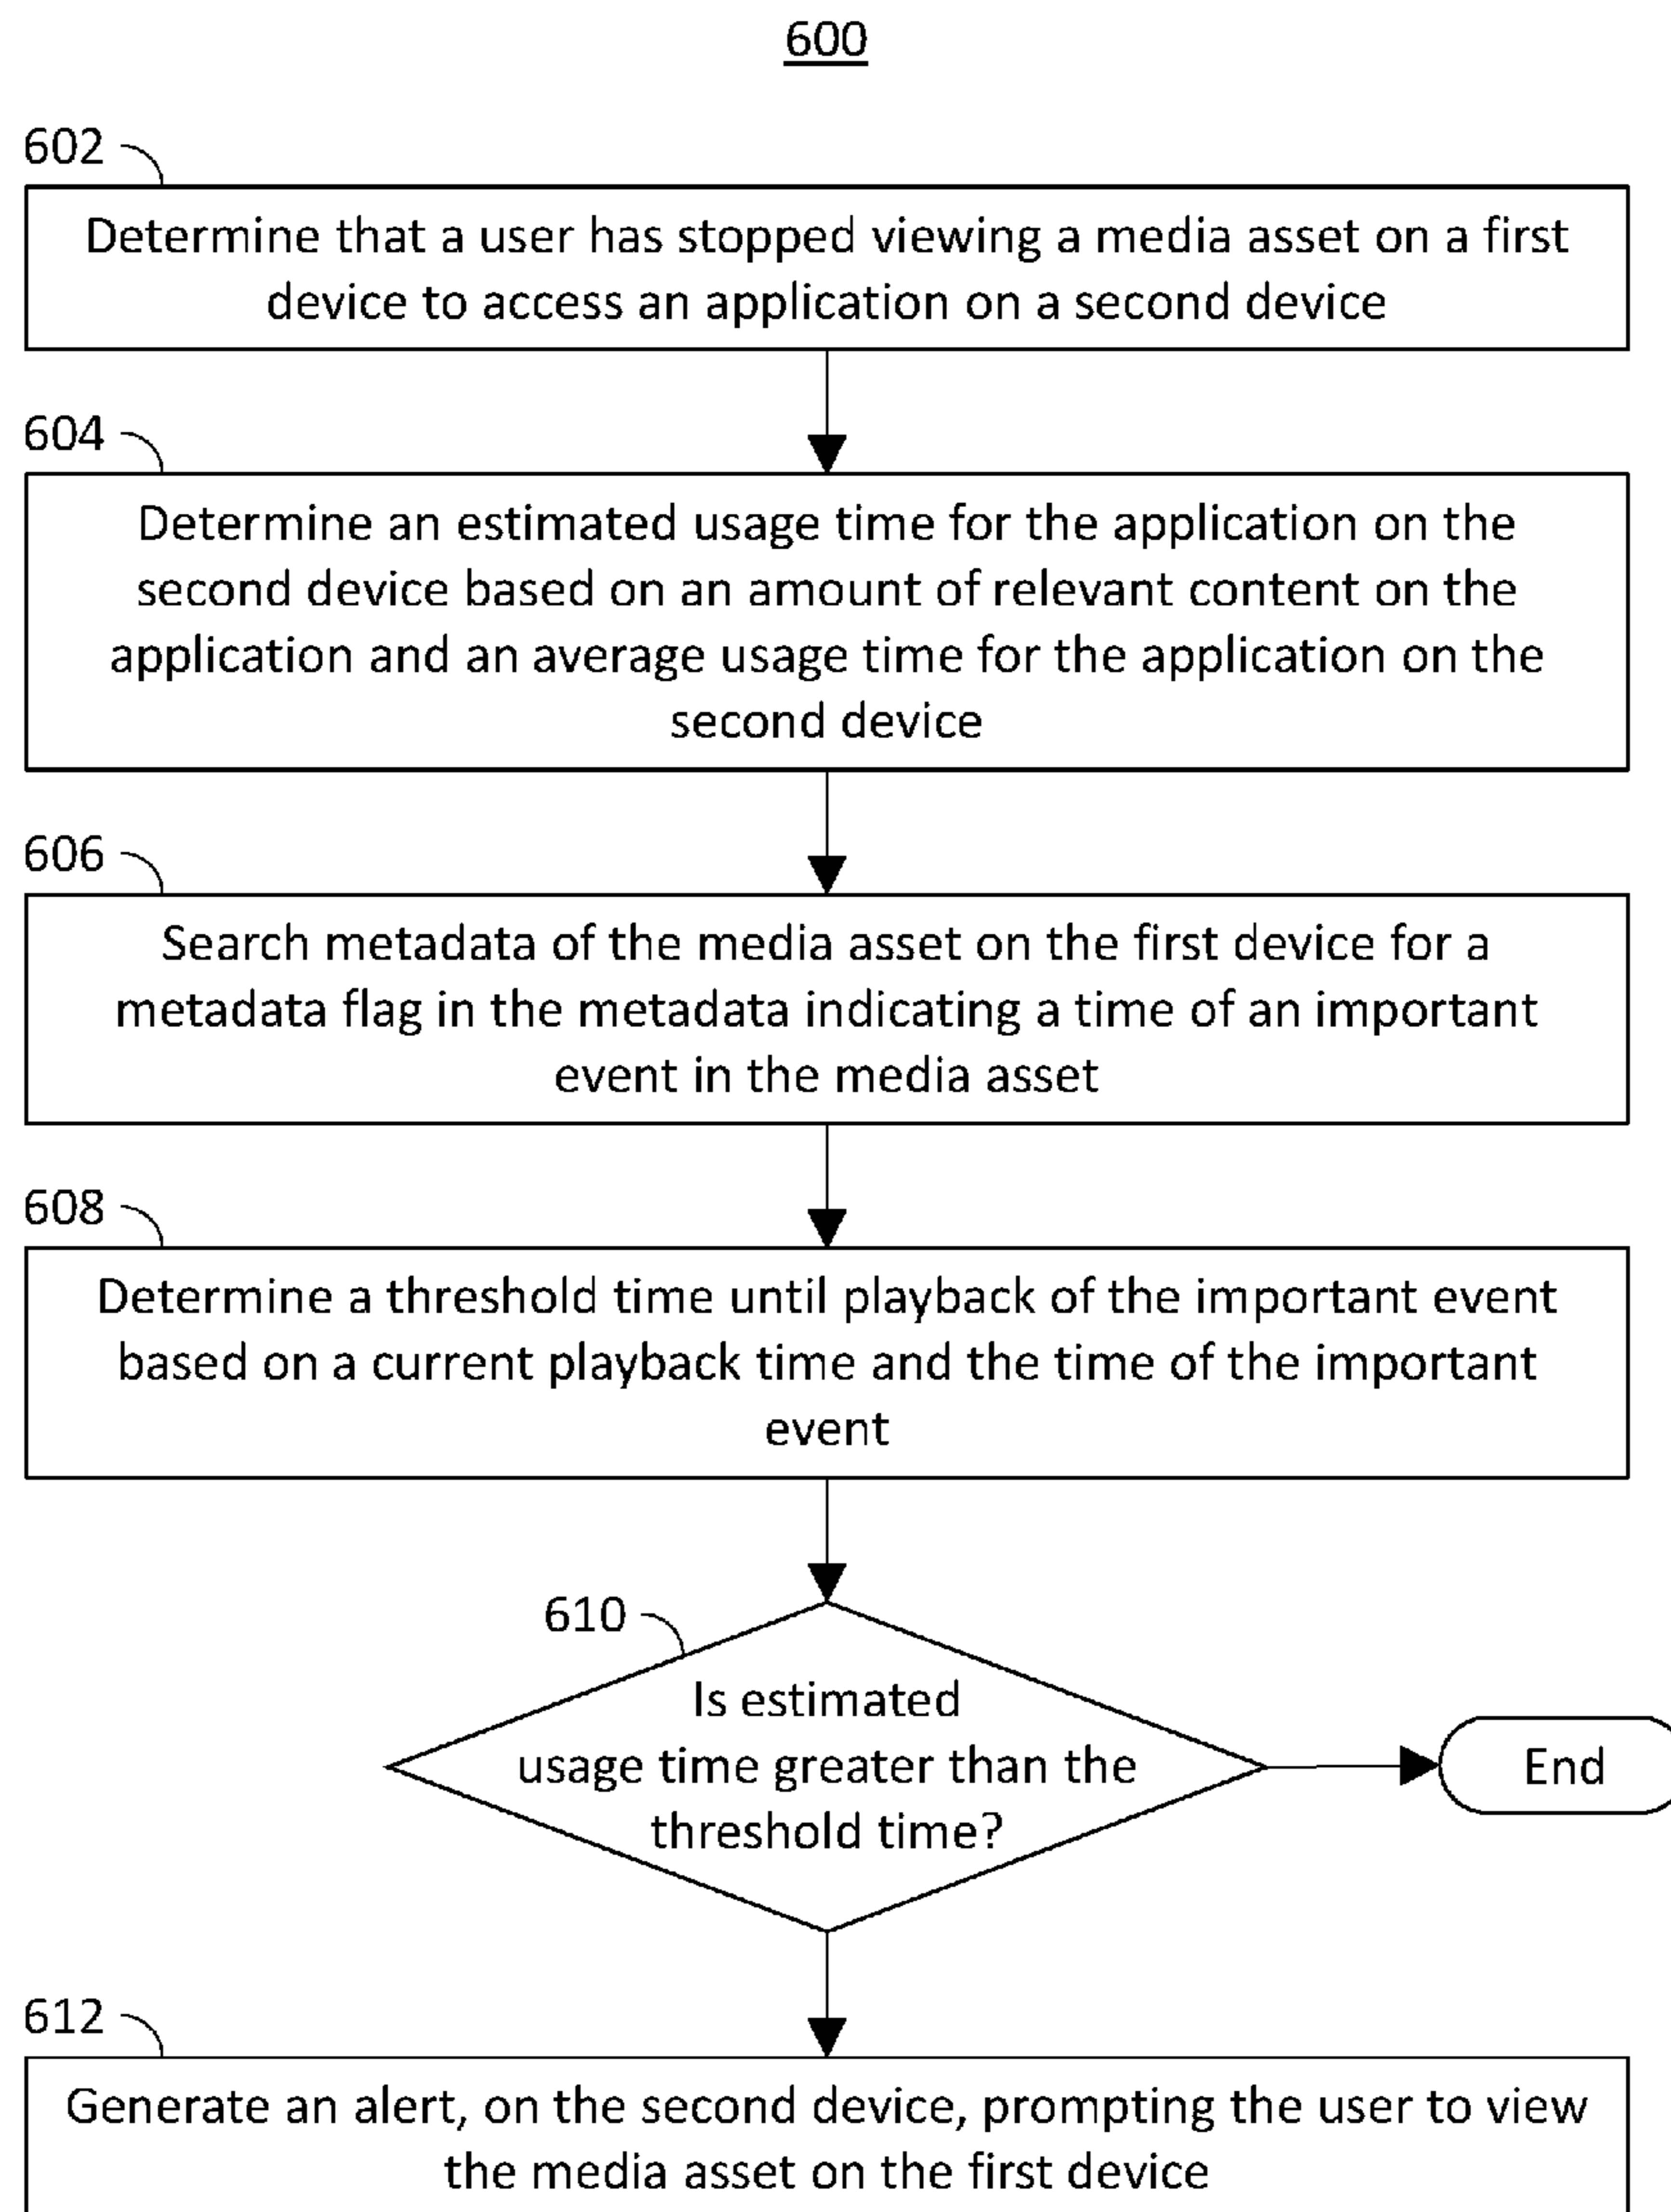 600
602
Determine that a user has stopped viewing a media asset on a first
device to access an application on a second device
604
Determine an estimated usage time for the application on the
second device based on an amount of relevant content on the
application and an average usage time for the application on the
second device
606
Search metadata of the media asset on the first device for a
metadata flag in the metadata indicating a time of an important
event in the media asset
608
Determine a threshold time until playback of the important event
based on a current playback time and the time of the important
event
610
Is estimated
usage time greater than the
threshold time?
End
612
Generate an alert, on the second device, prompting the user to view
the media asset on the first device